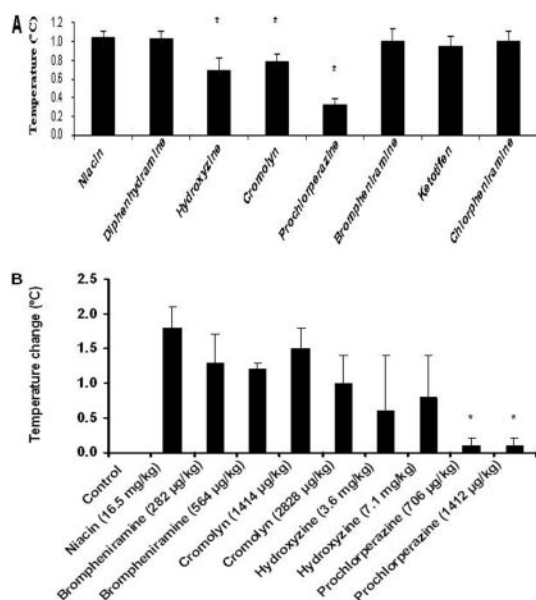 A
Temperature (°C)
1.2
1.0
0.8
0.6
0.4
0.2
0.0
*
*
*
Niacin
Diphenhydramine
Hydroxyzine
Cromolyn
Prochlorperazine
Brompheniramine
Ketotifen
Chlorpheniramine
B
Temperature change (°C)
2.5
2.0
1.5
1.0
0.5
0.0
*
*
Control
Niacin (16.5 mg/kg)
Brompheniramine (282 µg/kg)
Brompheniramine (564 µg/kg)
Cromolyn (1414 µg/kg)
Cromolyn (2828 µg/kg)
Hydroxyzine (3.6 mg/kg)
Hydroxyzine (7.1 mg/kg)
Prochlorperazine (706 µg/kg)
Prochlorperazine (1412 µg/kg)